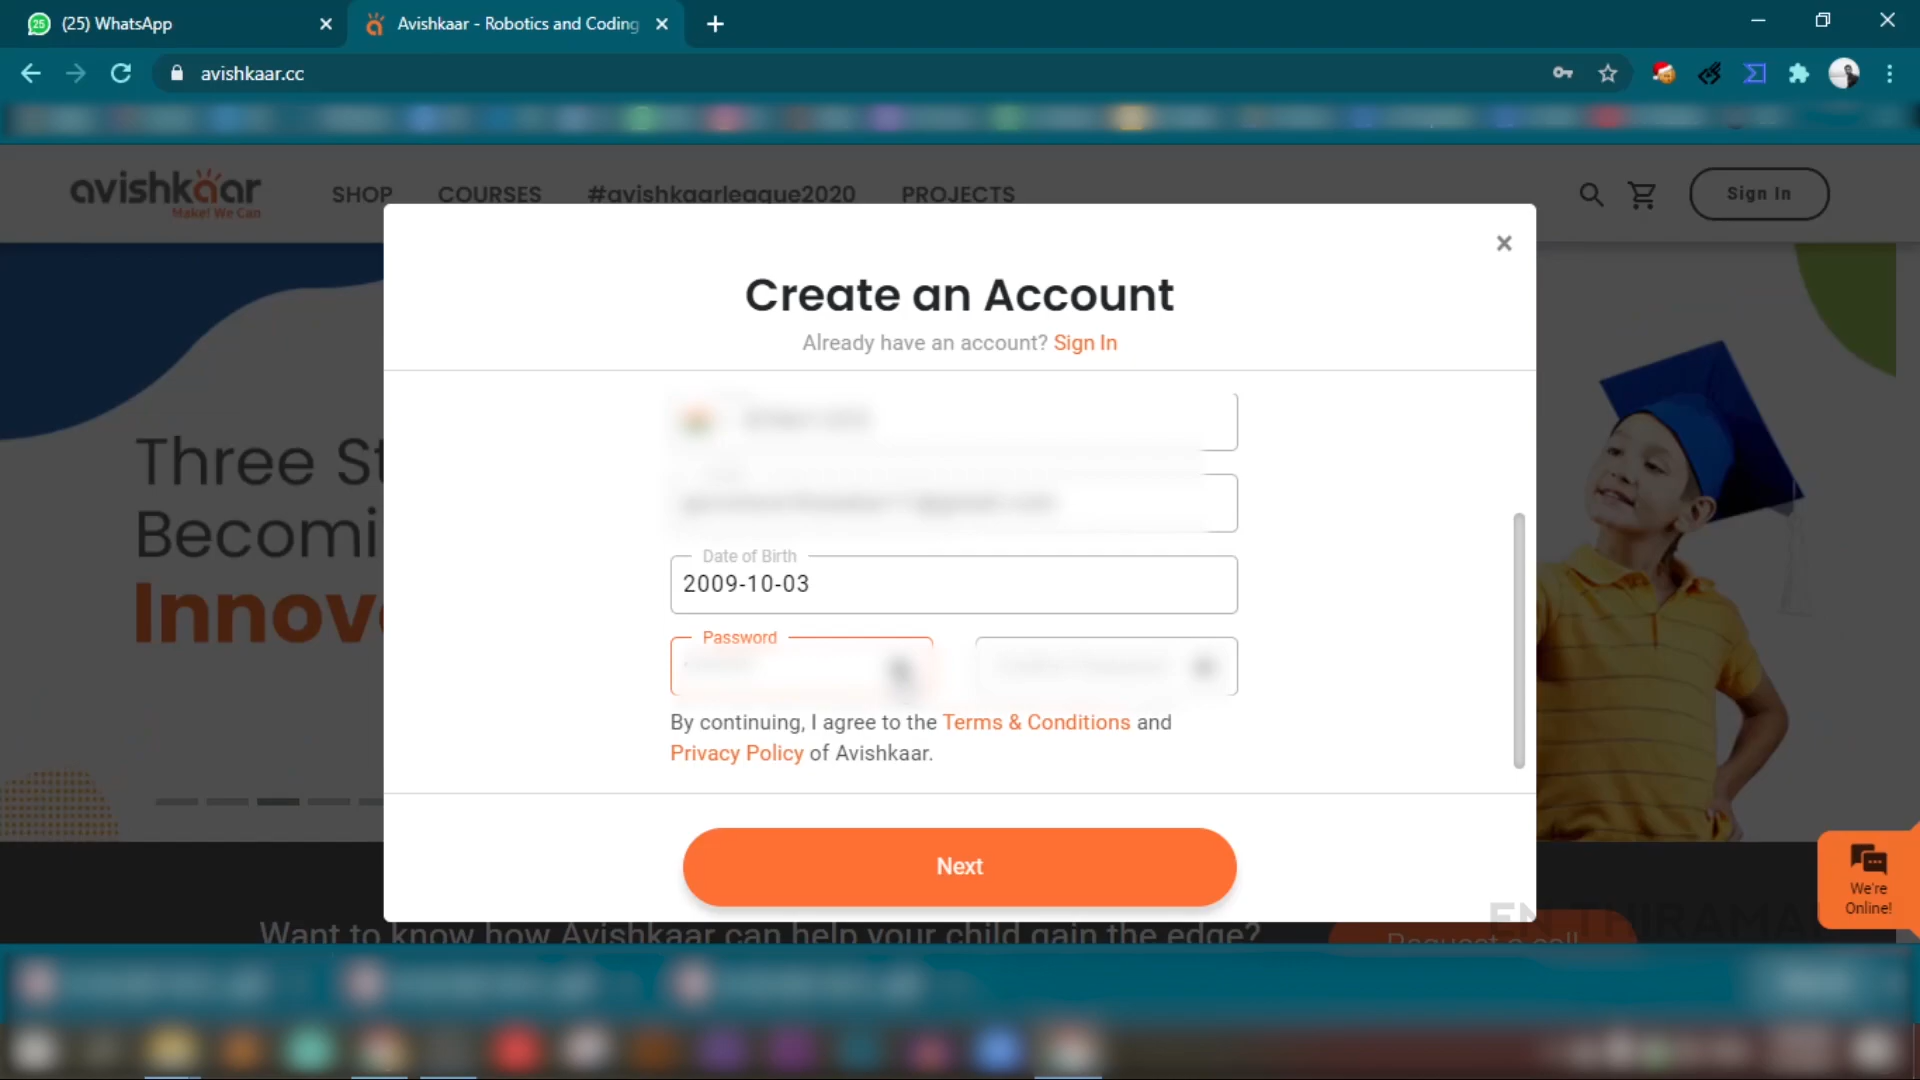 (25) WhatsApp
Avishkaar - Robotics and Coding
avishkaar.cc
avishkaar
Make! We Can
SHOP
COURSES
#avishkaarleague2020
PROJECTS
Sign In
Create an Account
Already have an account? Sign In
Three St
Becomi
Innov
Date of Birth
2009-10-03
Password
By continuing, I agree to the Terms & Conditions and
Privacy Policy of Avishkaar.
Next
We're
Online!
Want to know how Avishkaar can help your child gain the edge?
Request a call